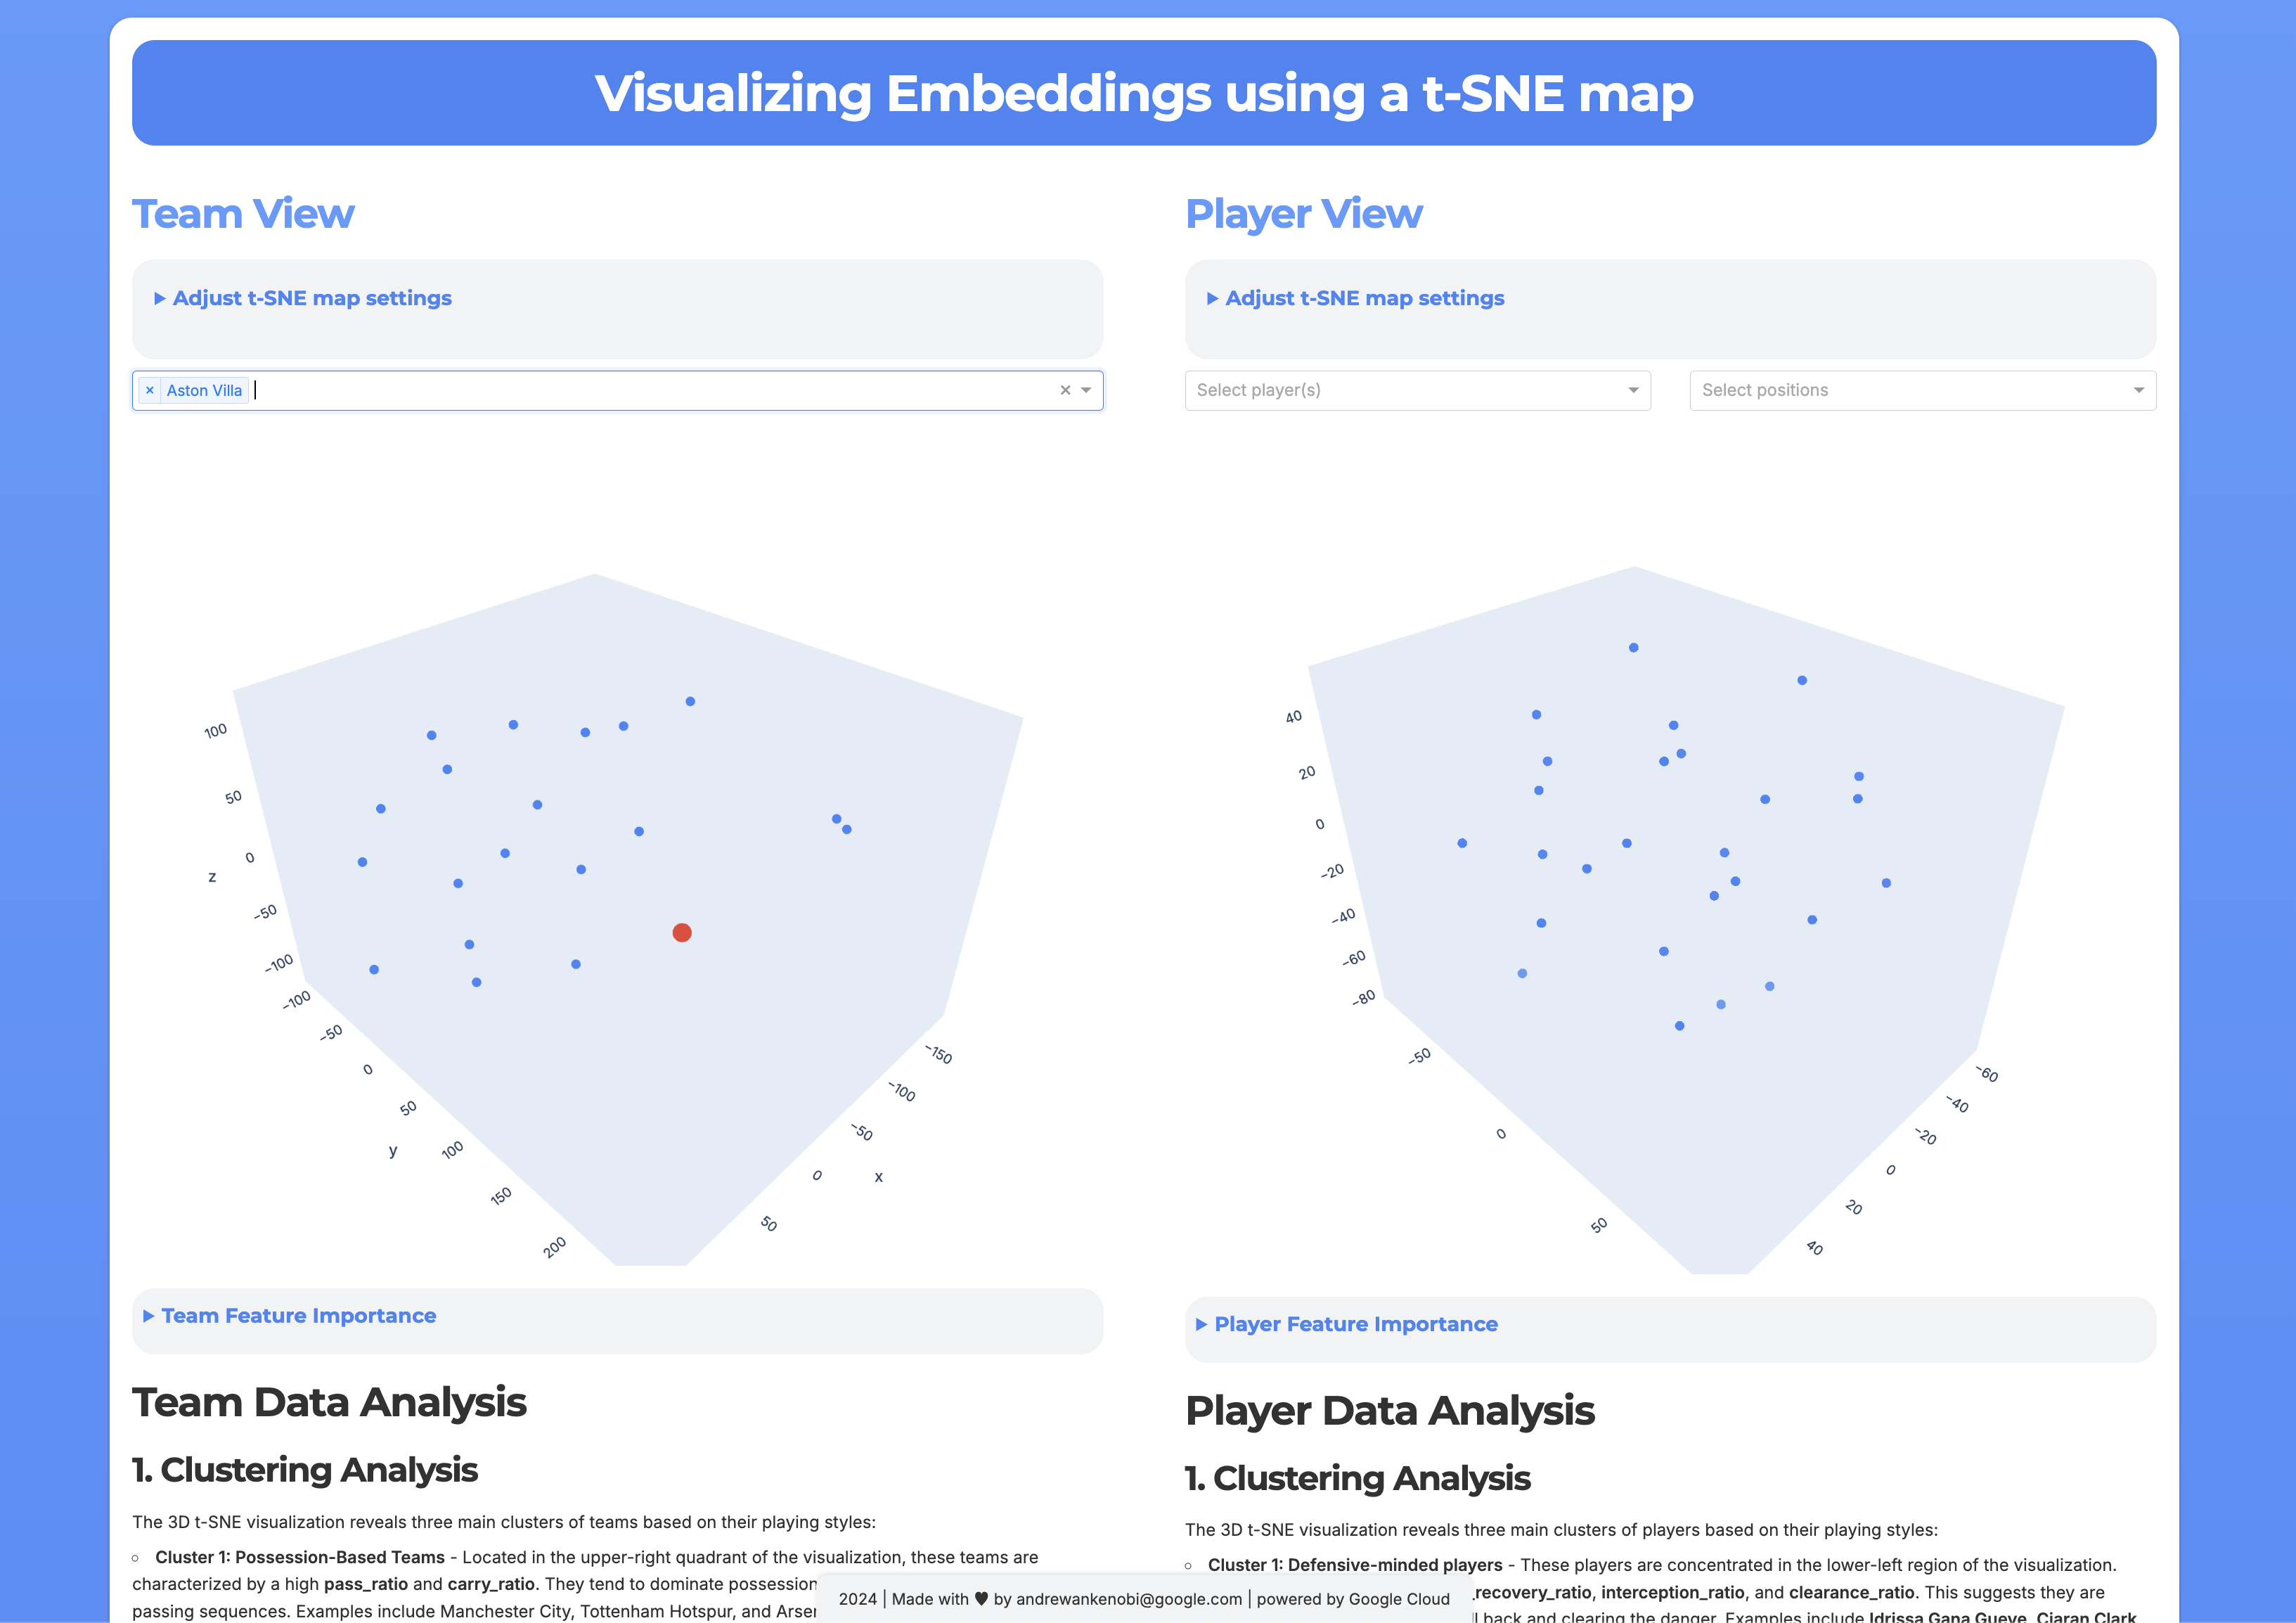 Visualizing Embeddings using a t-SNE map
Team View
▶ Adjust t-SNE map settings
× Aston Villa
100
50
0
z
−50
−100
−100
−50
0
50
y
100
150
200
−150
−100
−50
0
x
50
▶ Team Feature Importance
Team Data Analysis
1. Clustering Analysis
The 3D t-SNE visualization reveals three main clusters of teams based on their playing styles:
Cluster 1: Possession-Based Teams - Located in the upper-right quadrant of the visualization, these teams are
characterized by a high pass_ratio and carry_ratio. They tend to dominate possession
passing sequences. Examples include Manchester City, Tottenham Hotspur, and
Player View
▶ Adjust t-SNE map settings
Select player(s)
Select positions
40
20
0
−20
−40
−60
−80
−50
0
50
−60
−40
−20
0
20
40
▶ Player Feature Importance
Player Data Analysis
1. Clustering Analysis
The 3D t-SNE visualization reveals three main clusters of players based on their playing styles:
Cluster 1: Defensive-minded players - These players are concentrated in the lower-left region of the visualization.
_recovery_ratio, interception_ratio, and clearance_ratio. This suggests they are
back and clearing the danger. Examples include Idrissa Gana Gueye, Ciaran Clark,
2024 | Made with ♥ by andrewankenobi@google.com | powered by Google Cloud